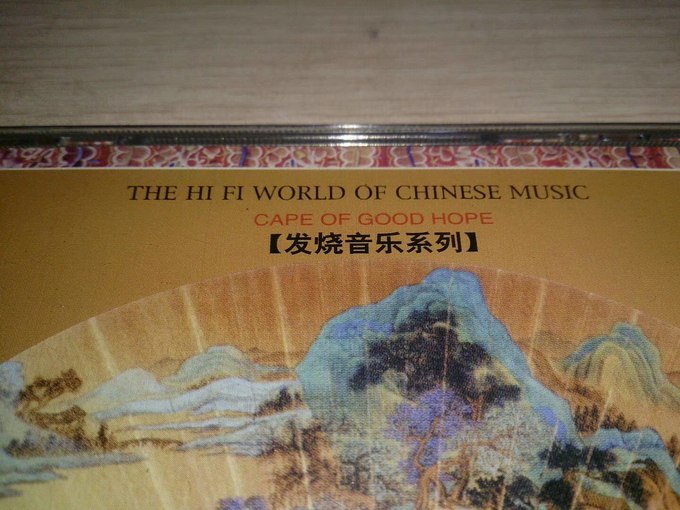 THE HI FI WORLD OF CHINESE MUSIC
CAPE OF GOOD HOPE
【发烧音乐系列】